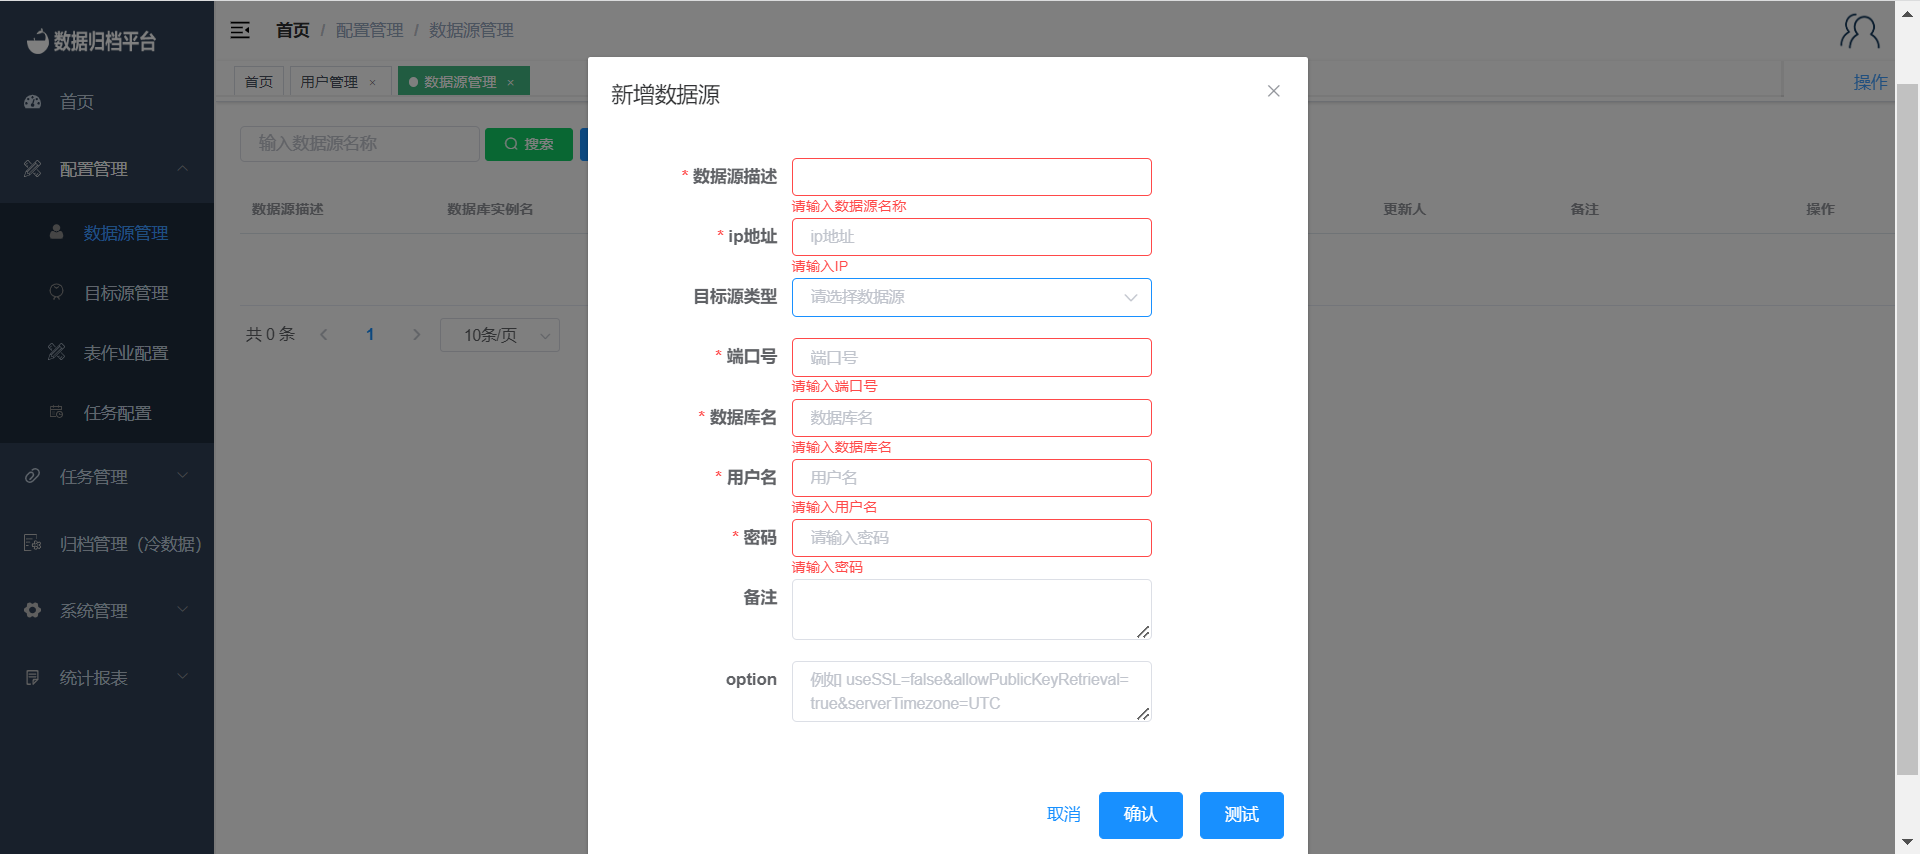 数据归档平台
首页
配置管理
数据源管理
目标源管理
表作业配置
任务配置
任务管理
归档管理（冷数据）
系统管理
统计报表
首页 / 配置管理 / 数据源管理
首页
用户管理 ×
数据源管理 ×
操作
输入数据源名称
搜索
数据源描述 数据库实例名 更新人 备注 操作
共 0 条
1
10条/页
新增数据源
* 数据源描述
请输入数据源名称
* ip地址 ip地址
请输入IP
目标源类型 请选择数据源
* 端口号 端口号
请输入端口号
* 数据库名 数据库名
请输入数据库名
* 用户名 用户名
请输入用户名
* 密码 请输入密码
请输入密码
备注
option 例如 useSSL=false&allowPublicKeyRetrieval=
true&serverTimezone=UTC
取消 确认 测试